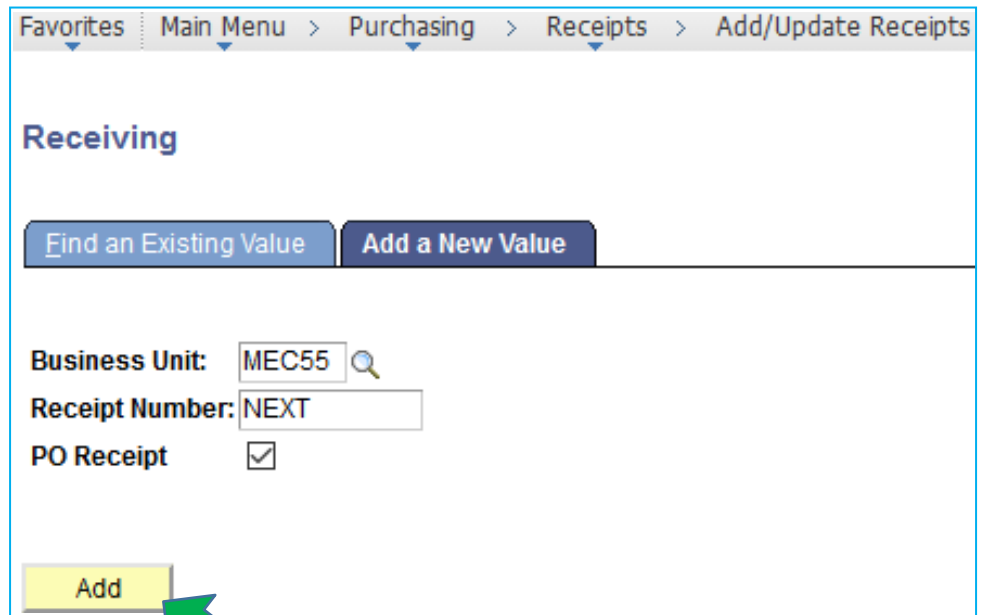 Favorites Main Menu > Purchasing > Receipts > Add/Update Receipts
Receiving
Find an Existing Value Add a New Value
Business Unit: MEC55
Receipt Number: NEXT
PO Receipt
Add